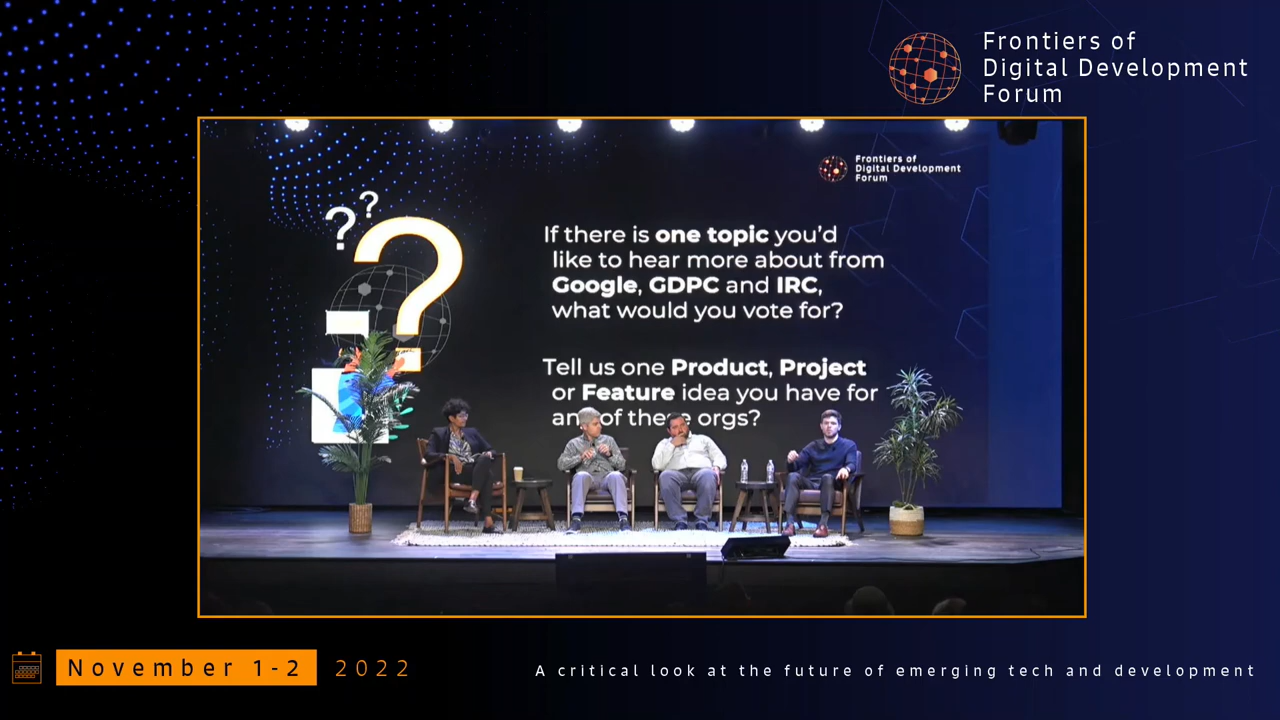 Frontiers of
Digital Development
Forum
Frontiers of
Digital Development
Forum
If there is one topic you'd
like to hear more about from
Google, GDPC and IRC,
what would you vote for?
Tell us one Product, Project
or Feature idea you have for
any of these orgs?
November 1-2 2022
A critical look at the future of emerging tech and development